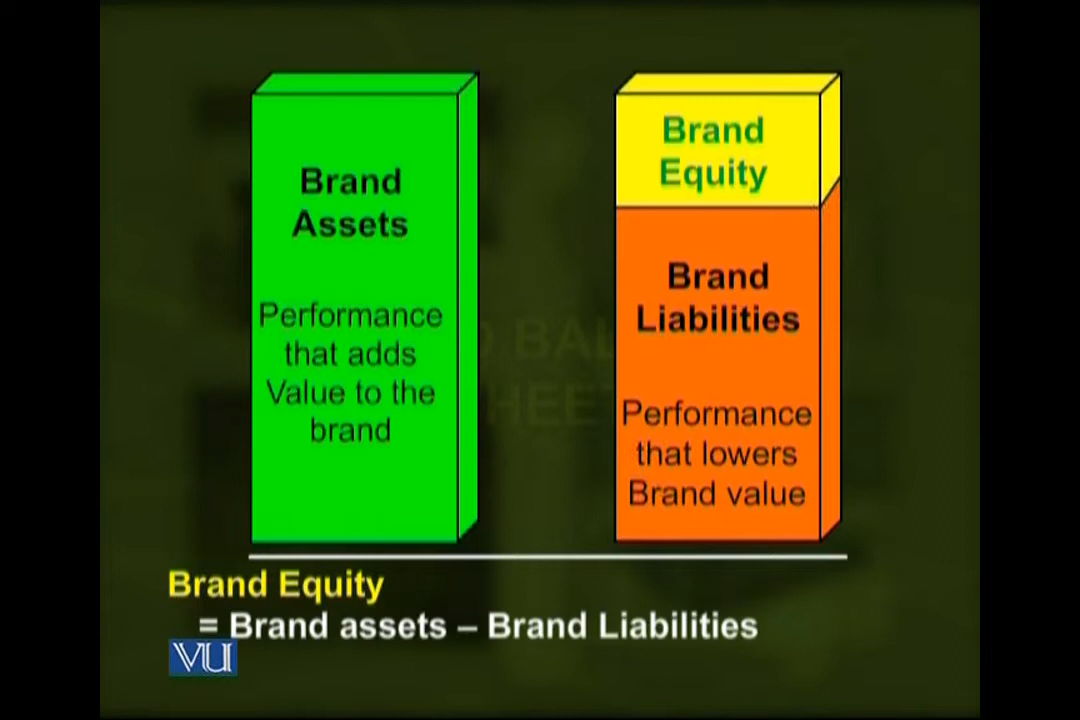 Brand
Assets
Performance
that adds
Value to the
brand
Brand
Equity
Brand
Liabilities
Performance
that lowers
Brand value
Brand Equity
= Brand assets – Brand Liabilities
VU